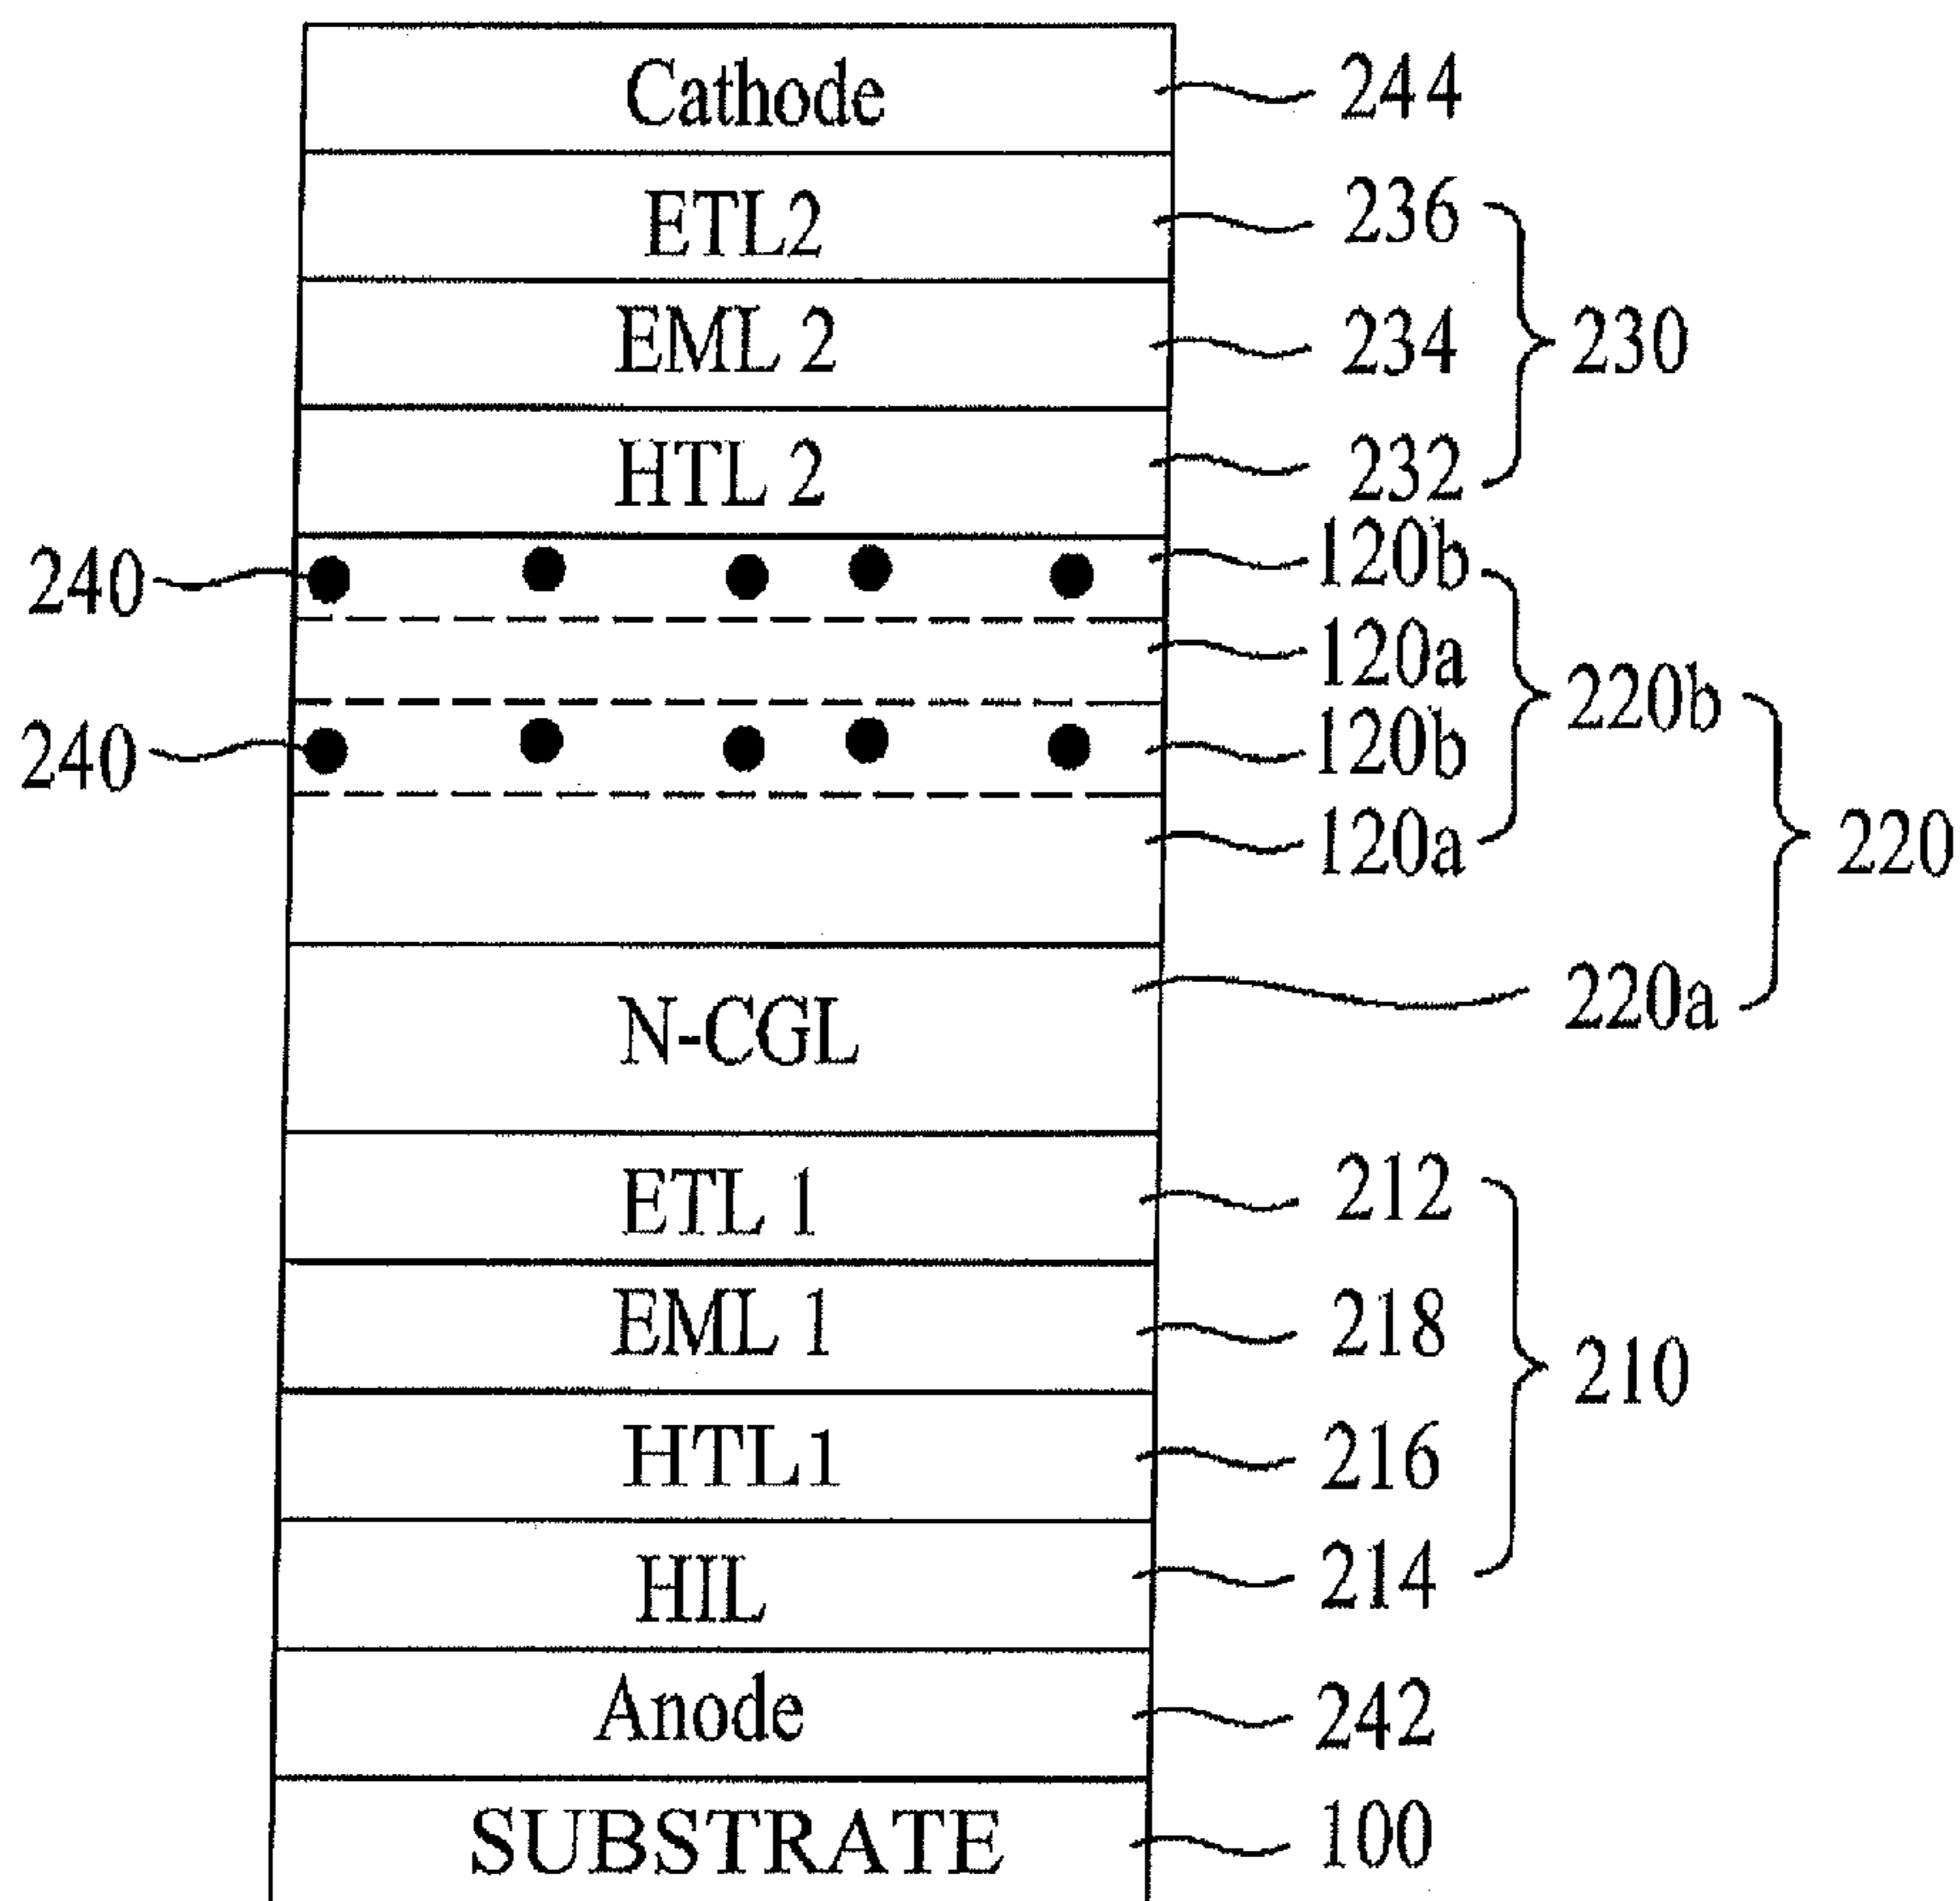 Cathode 244
ETL2 236
EML 2 234 230
HTL 2 232
240 120b
120a
220b
240 120b
120a 220
N-CGL 220a
ETL 1 212
EML 1 218
210
HTL1 216
HIL 214
Anode 242
SUBSTRATE 100